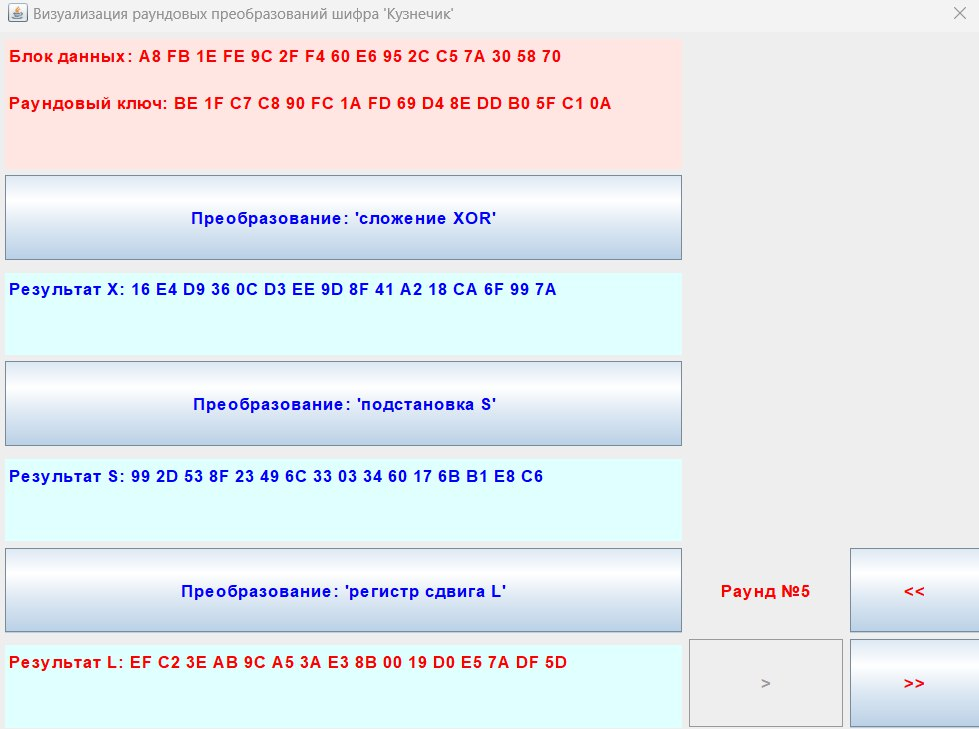 Визуализация раундовых преобразований шифра 'Кузнечик'
Блок данных: A8 FB 1E FE 9C 2F F4 60 E6 95 2C C5 7A 30 58 70
Раундовый ключ: BE 1F C7 C8 90 FC 1A FD 69 D4 8E DD B0 5F C1 0A
Преобразование: 'сложение XOR'
Результат X: 16 E4 D9 36 0C D3 EE 9D 8F 41 A2 18 CA 6F 99 7A
Преобразование: 'подстановка S'
Результат S: 99 2D 53 8F 23 49 6C 33 03 34 60 17 6B B1 E8 C6
Преобразование: 'регистр сдвига L'
Раунд №5
<<
Результат L: EF C2 3E AB 9C A5 3A E3 8B 00 19 D0 E5 7A DF 5D
>
>>